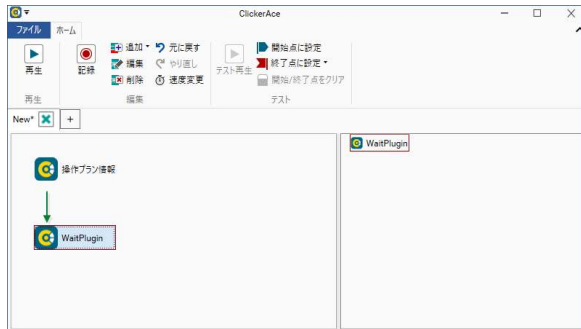 ClickerAce
ファイル ホーム
再生
記録
追加
編集
削除
元に戻す
やり直し
速度変更
テスト再生
開始点に設定
終了点に設定
開始/終了点をクリア
再生 編集 テスト
New* +
操作プラン情報
WaitPlugin
WaitPlugin